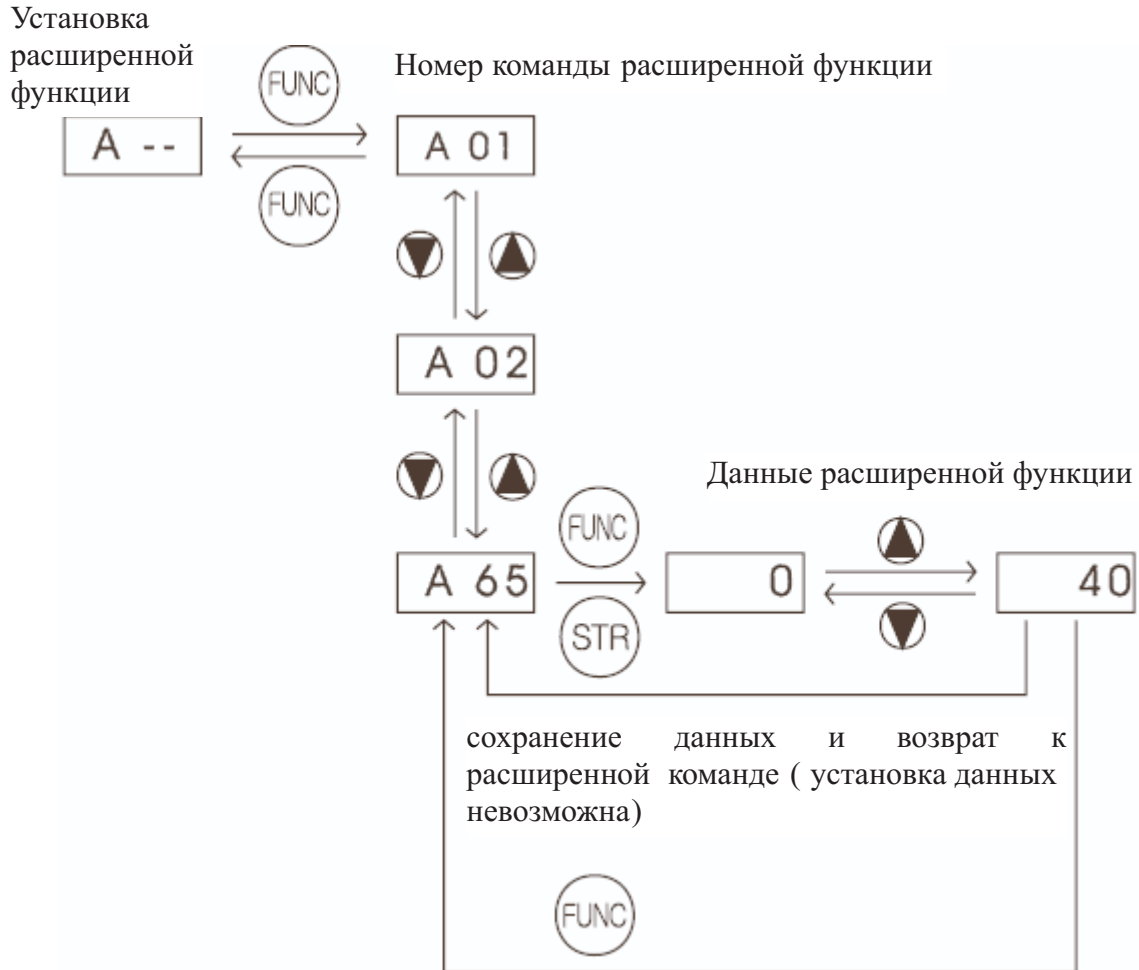 Установка
расширенной
функции
FUNC
Номер команды расширенной функции
A --
A 01
FUNC
A 02
Данные расширенной функции
FUNC
A 65
0
40
STR
сохранение данных и возврат к
расширенной команде ( установка данных
невозможна)
FUNC